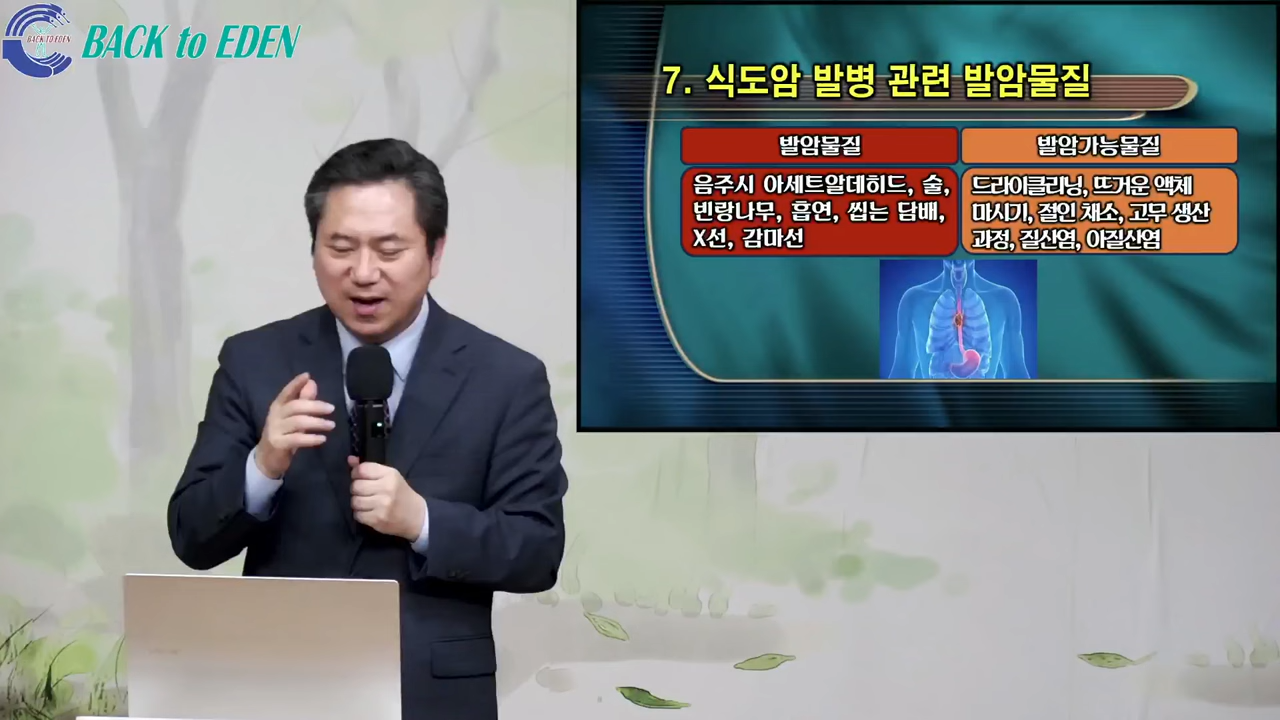 BACK TO EDEN
BACK to EDEN
7. 식도암 발병 관련 발암물질
발암물질
음주시 아세트알데히드, 술,
빈랑나무, 흡연, 씹는 담배,
X선, 감마선
발암가능물질
드라이클리닝, 뜨거운 액체
마시기, 절인 채소, 고무 생산
과정, 질산염, 아질산염